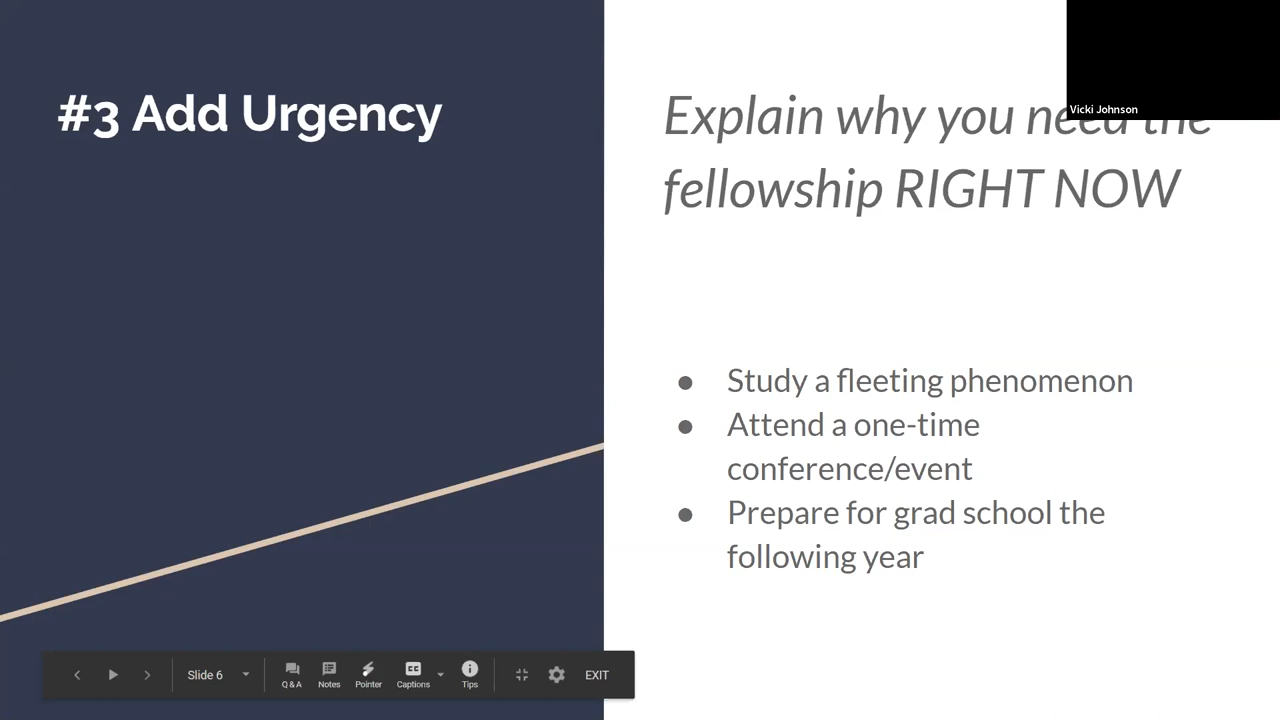 #3 Add Urgency
Explain why you need the
fellowship RIGHT NOW
Vicki Johnson
● Study a fleeting phenomenon
● Attend a one-time
conference/event
● Prepare for grad school the
following year
Slide 6
Q & A
Notes
Pointer
CC
Captions
Tips
EXIT